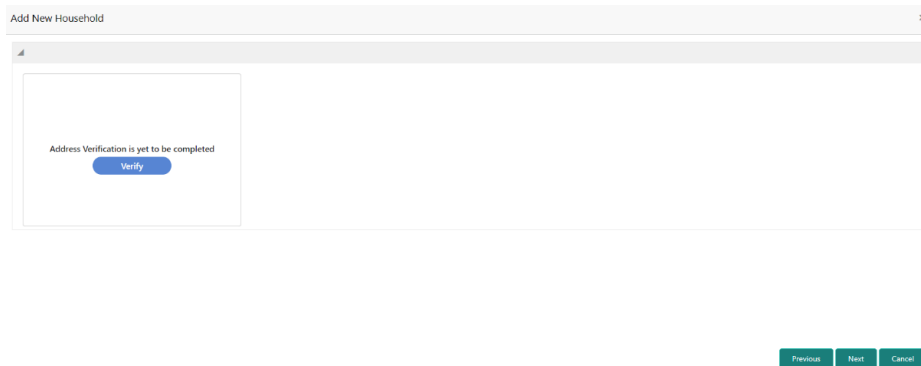 Add New Household
Address Verification is yet to be completed
Verify
Previous Next Cancel